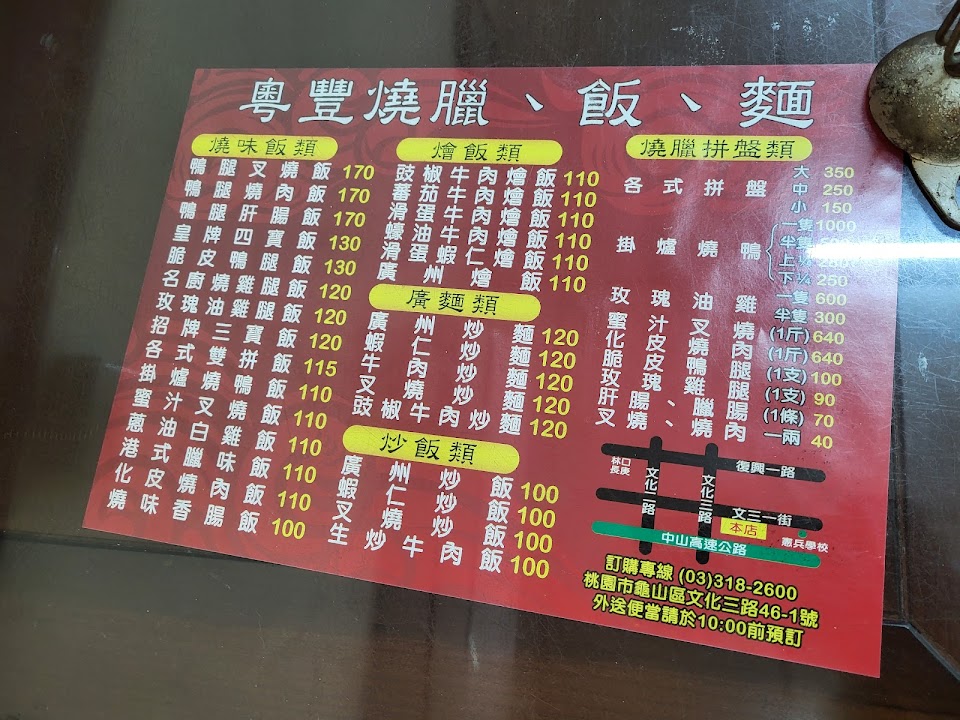 粵豐燒臘、飯、麵
燒味飯類
鴨腿叉燒飯 170
鴨腿燒肉飯 170
鴨腿肝腸飯 170
皇牌四寶飯 130
脆皮鴨腿飯 130
名廚燒雞腿飯 120
玫瑰油雞腿飯 120
招牌三寶飯 120
各式雙拼飯 115
掛爐燒鴨飯 110
蜜汁叉燒飯 110
蔥油白雞飯 110
港式臘味飯 110
化皮燒肉飯 110
燒味香腸飯 100
燴飯類
豉椒牛肉燴飯 110
蕃茄牛肉燴飯 110
滑蛋牛肉燴飯 110
蠔油牛肉燴飯 110
滑蛋蝦仁燴飯 110
廣州燴飯 110
廣麵類
廣州炒麵 120
蝦仁炒麵 120
牛肉炒麵 120
叉燒炒麵 120
豉椒牛肉炒麵 120
炒飯類
廣州炒飯 100
蝦仁炒飯 100
叉燒炒飯 100
生炒牛肉飯 100
燒臘拼盤類
各式拼盤 大 350
中 250
小 150
掛爐燒鴨 一隻 1000
半隻
上¼
下¼ 250
玫瑰油雞 一隻 600
半隻 300
蜜汁叉燒 (1斤) 640
化皮燒肉 (1斤) 640
脆皮鴨腿 (1支) 100
玫瑰雞腿 (1支) 90
肝腸、臘腸 (1條) 70
叉燒、燒肉 一兩 40
林口
長庚
復興一路
文化二路
文化三路
文三一街
本店
憲兵學校
中山高速公路
訂購專線 (03)318-2600
桃園市龜山區文化三路46-1號
外送便當請於10:00前預訂